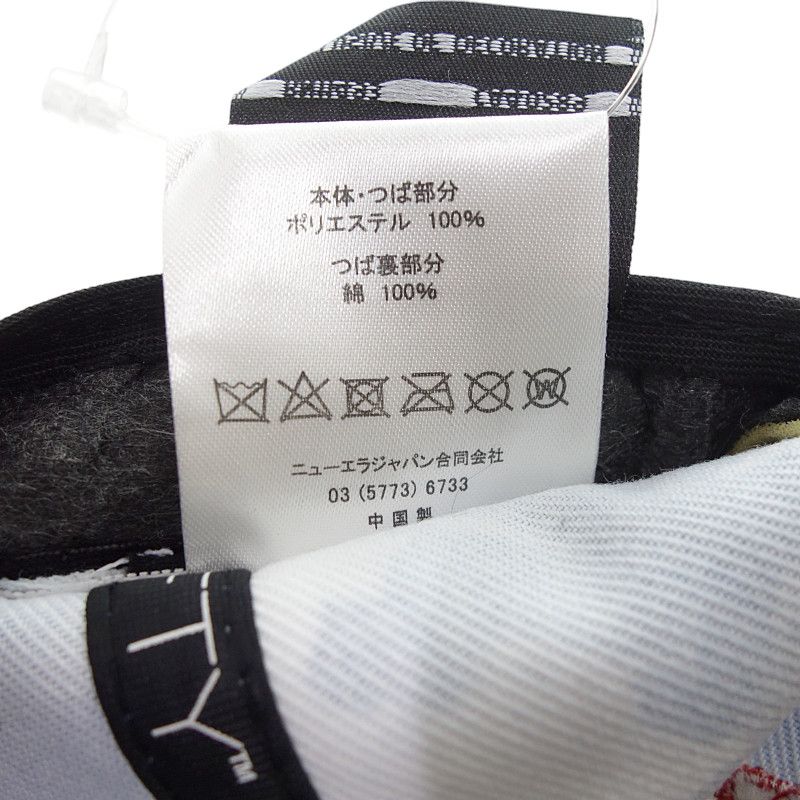 本体・つば部分
ポリエステル 100%
つば裏部分
綿 100%
ニューエラジャパン合同会社
03 (5773) 6733
中国製
TY™